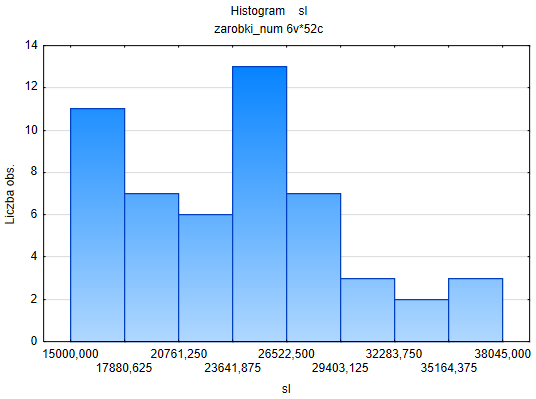 Histogram sl
zarobki_num 6v*52c
14
12
10
8
6
4
2
0
Liczba obs.
15000,000 20761,250 26522,500 32283,750 38045,000
17880,625 23641,875 29403,125 35164,375
sl